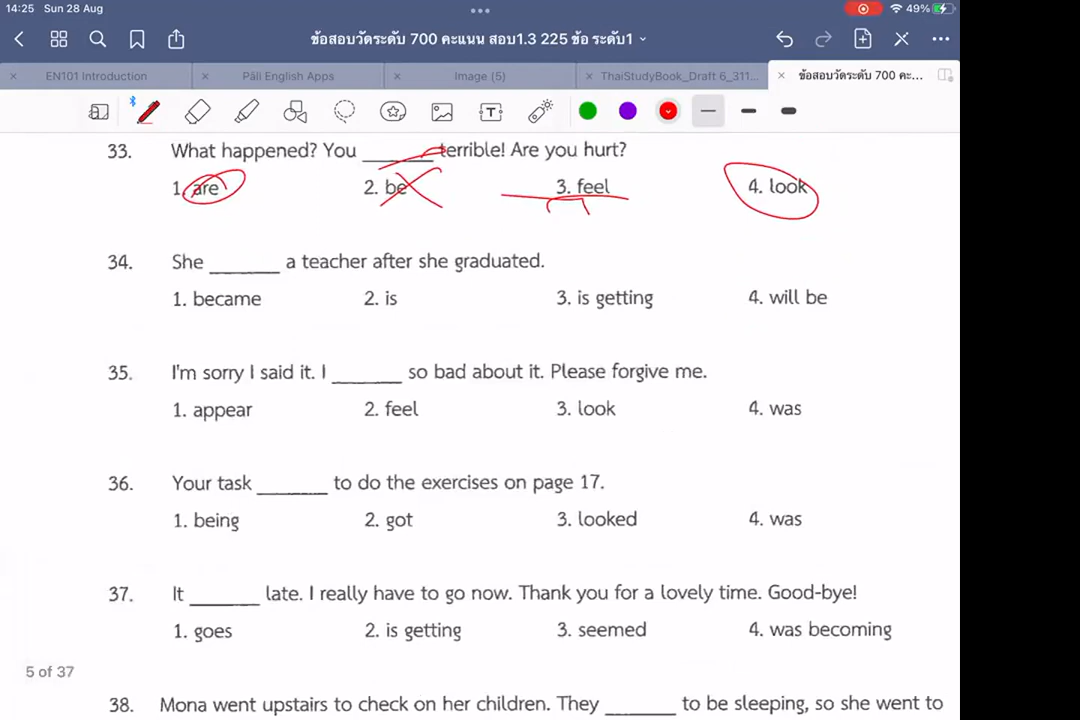 14:25 Sun 28 Aug
49%
ข้อสอบวัดระดับ 700 คะแนน สอบ1.3 225 ข้อ ระดับ1
EN101 Introduction
Pāli English Apps
Image (5)
ThaiStudyBook_Draft 6_311...
ข้อสอบวัดระดับ 700 คะ...
33. What happened? You ______ terrible! Are you hurt?
1. are 2. be 3. feel 4. look
34. She ______ a teacher after she graduated.
1. became 2. is 3. is getting 4. will be
35. I'm sorry I said it. I ______ so bad about it. Please forgive me.
1. appear 2. feel 3. look 4. was
36. Your task ______ to do the exercises on page 17.
1. being 2. got 3. looked 4. was
37. It ______ late. I really have to go now. Thank you for a lovely time. Good-bye!
1. goes 2. is getting 3. seemed 4. was becoming
5 of 37
38. Mona went upstairs to check on her children. They ______ to be sleeping, so she went to